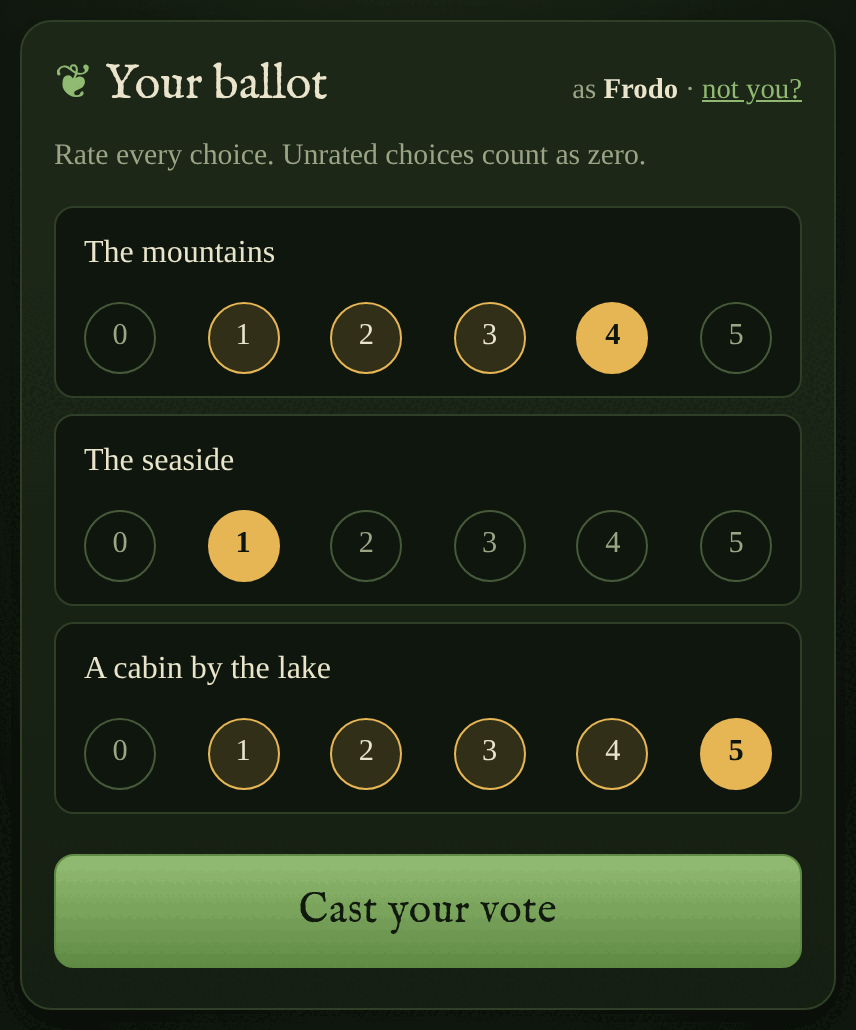 ❦ Your ballot as Frodo · not you?
Rate every choice. Unrated choices count as zero.
The mountains
0 1 2 3 4 5
The seaside
0 1 2 3 4 5
A cabin by the lake
0 1 2 3 4 5
Cast your vote